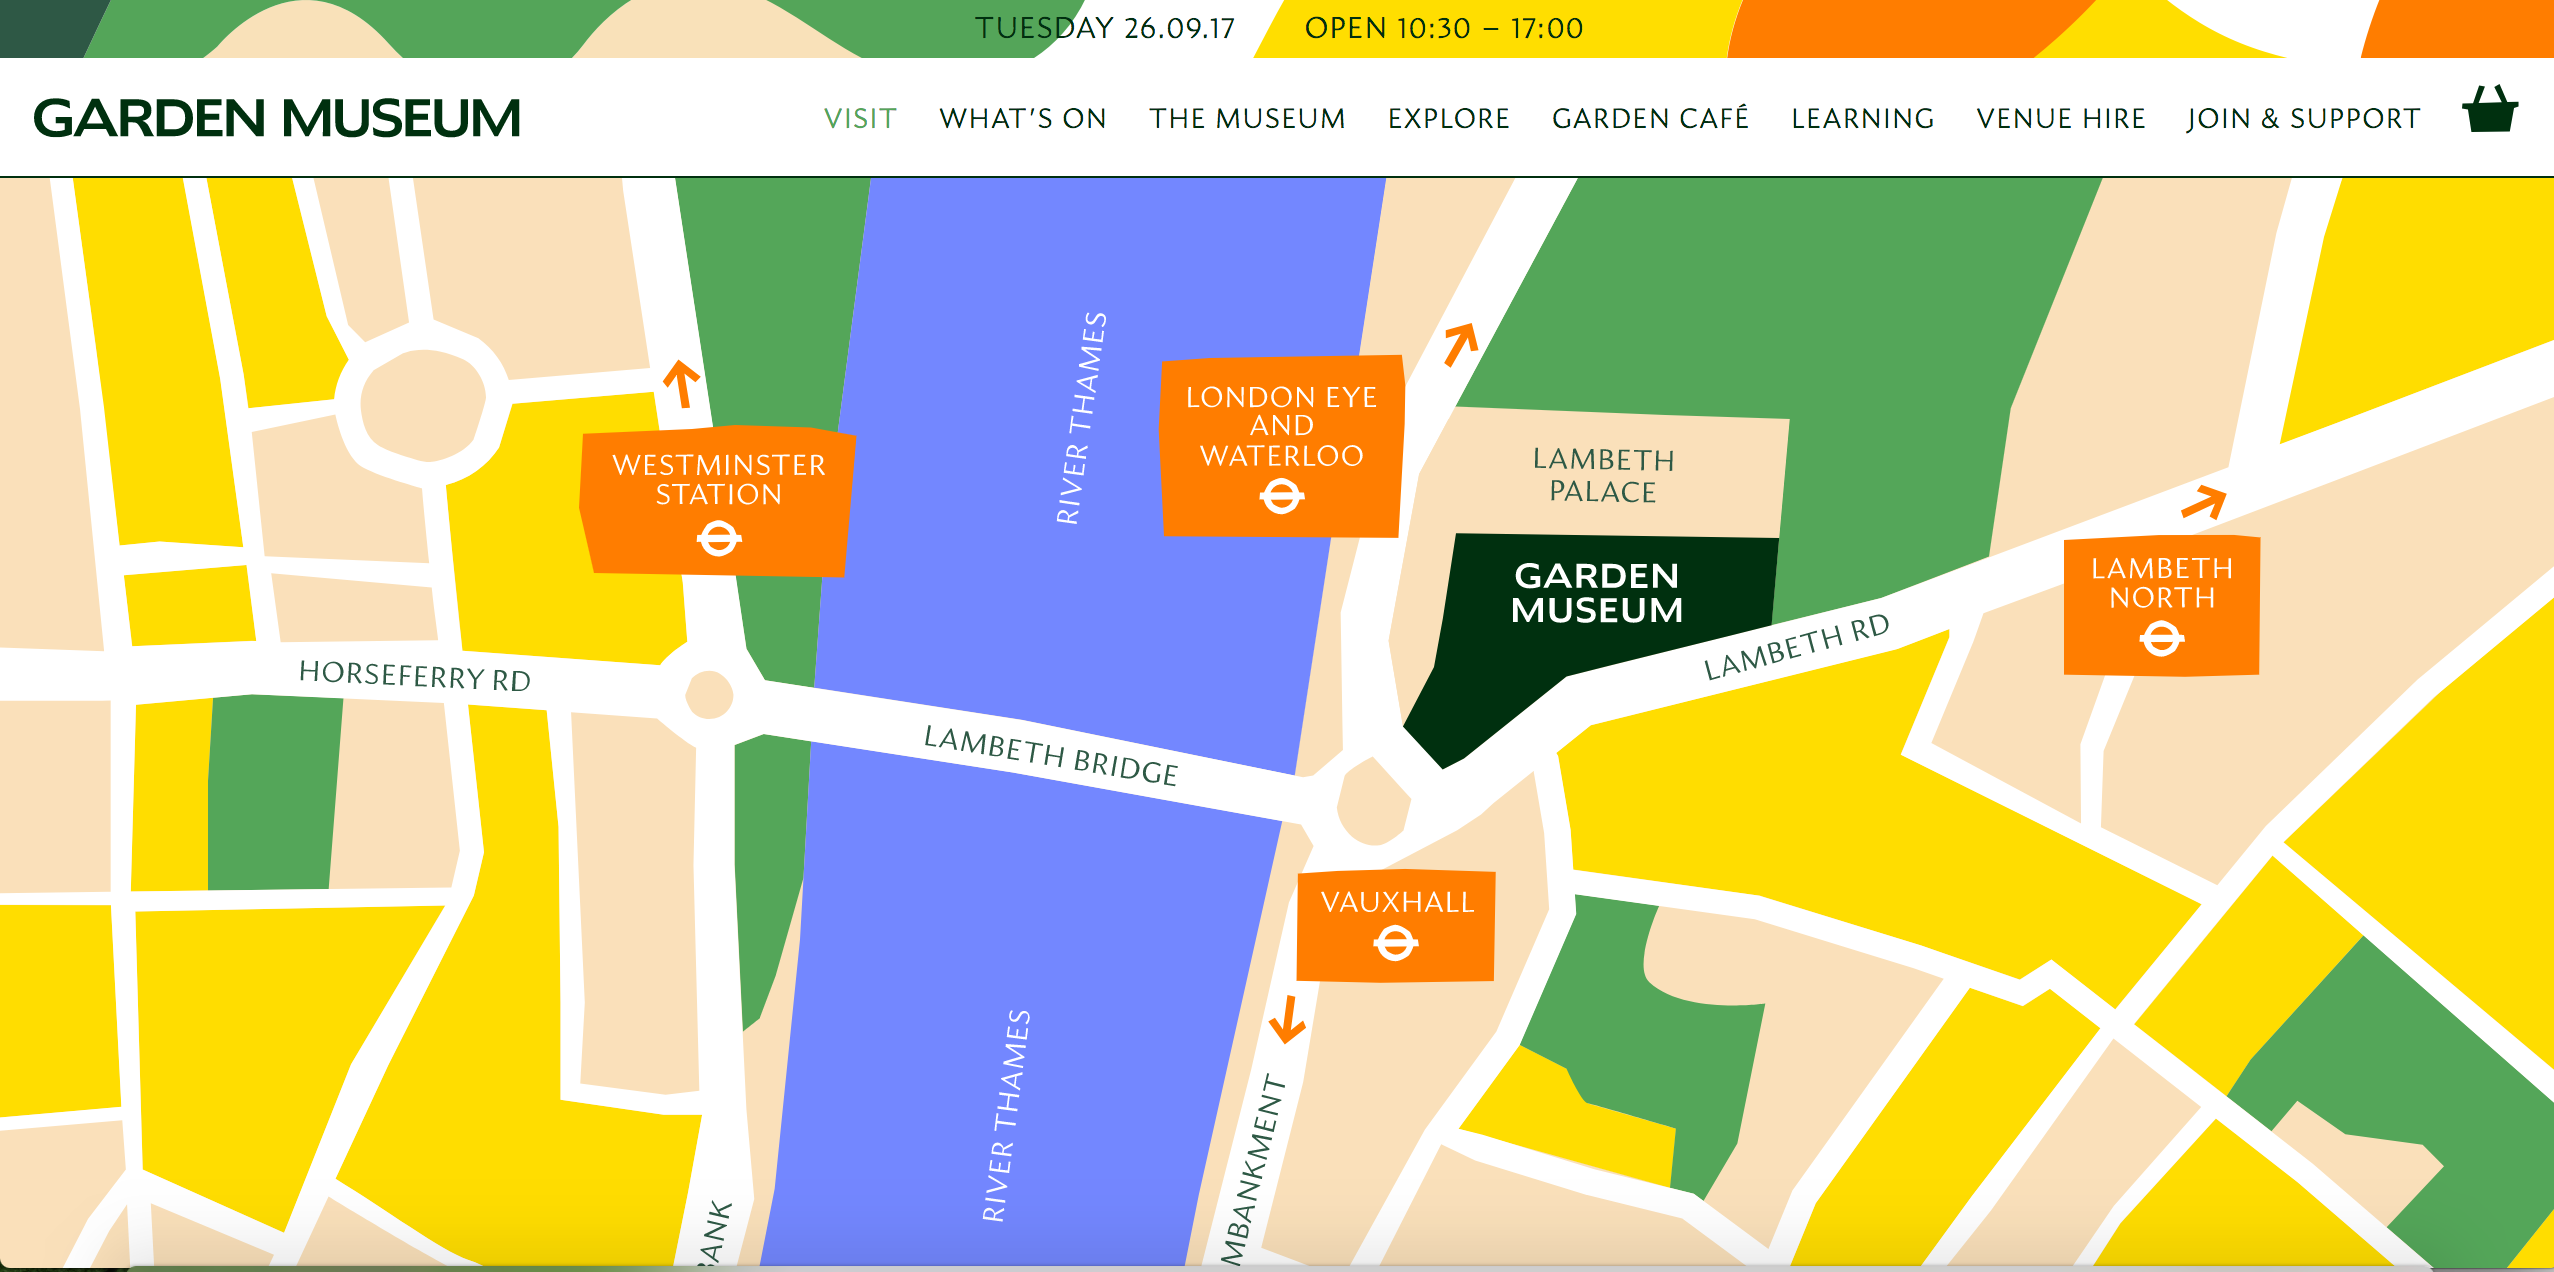 TUESDAY 26.09.17
OPEN 10:30 – 17:00
GARDEN MUSEUM
VISIT
WHAT'S ON
THE MUSEUM
EXPLORE
GARDEN CAFÉ
LEARNING
VENUE HIRE
JOIN & SUPPORT
RIVER THAMES
LONDON EYE
AND
WATERLOO
WESTMINSTER
STATION
LAMBETH
PALACE
GARDEN
MUSEUM
LAMBETH
NORTH
LAMBETH RD
HORSEFERRY RD
LAMBETH BRIDGE
VAUXHALL
RIVER THAMES
MBANKMENT
BANK